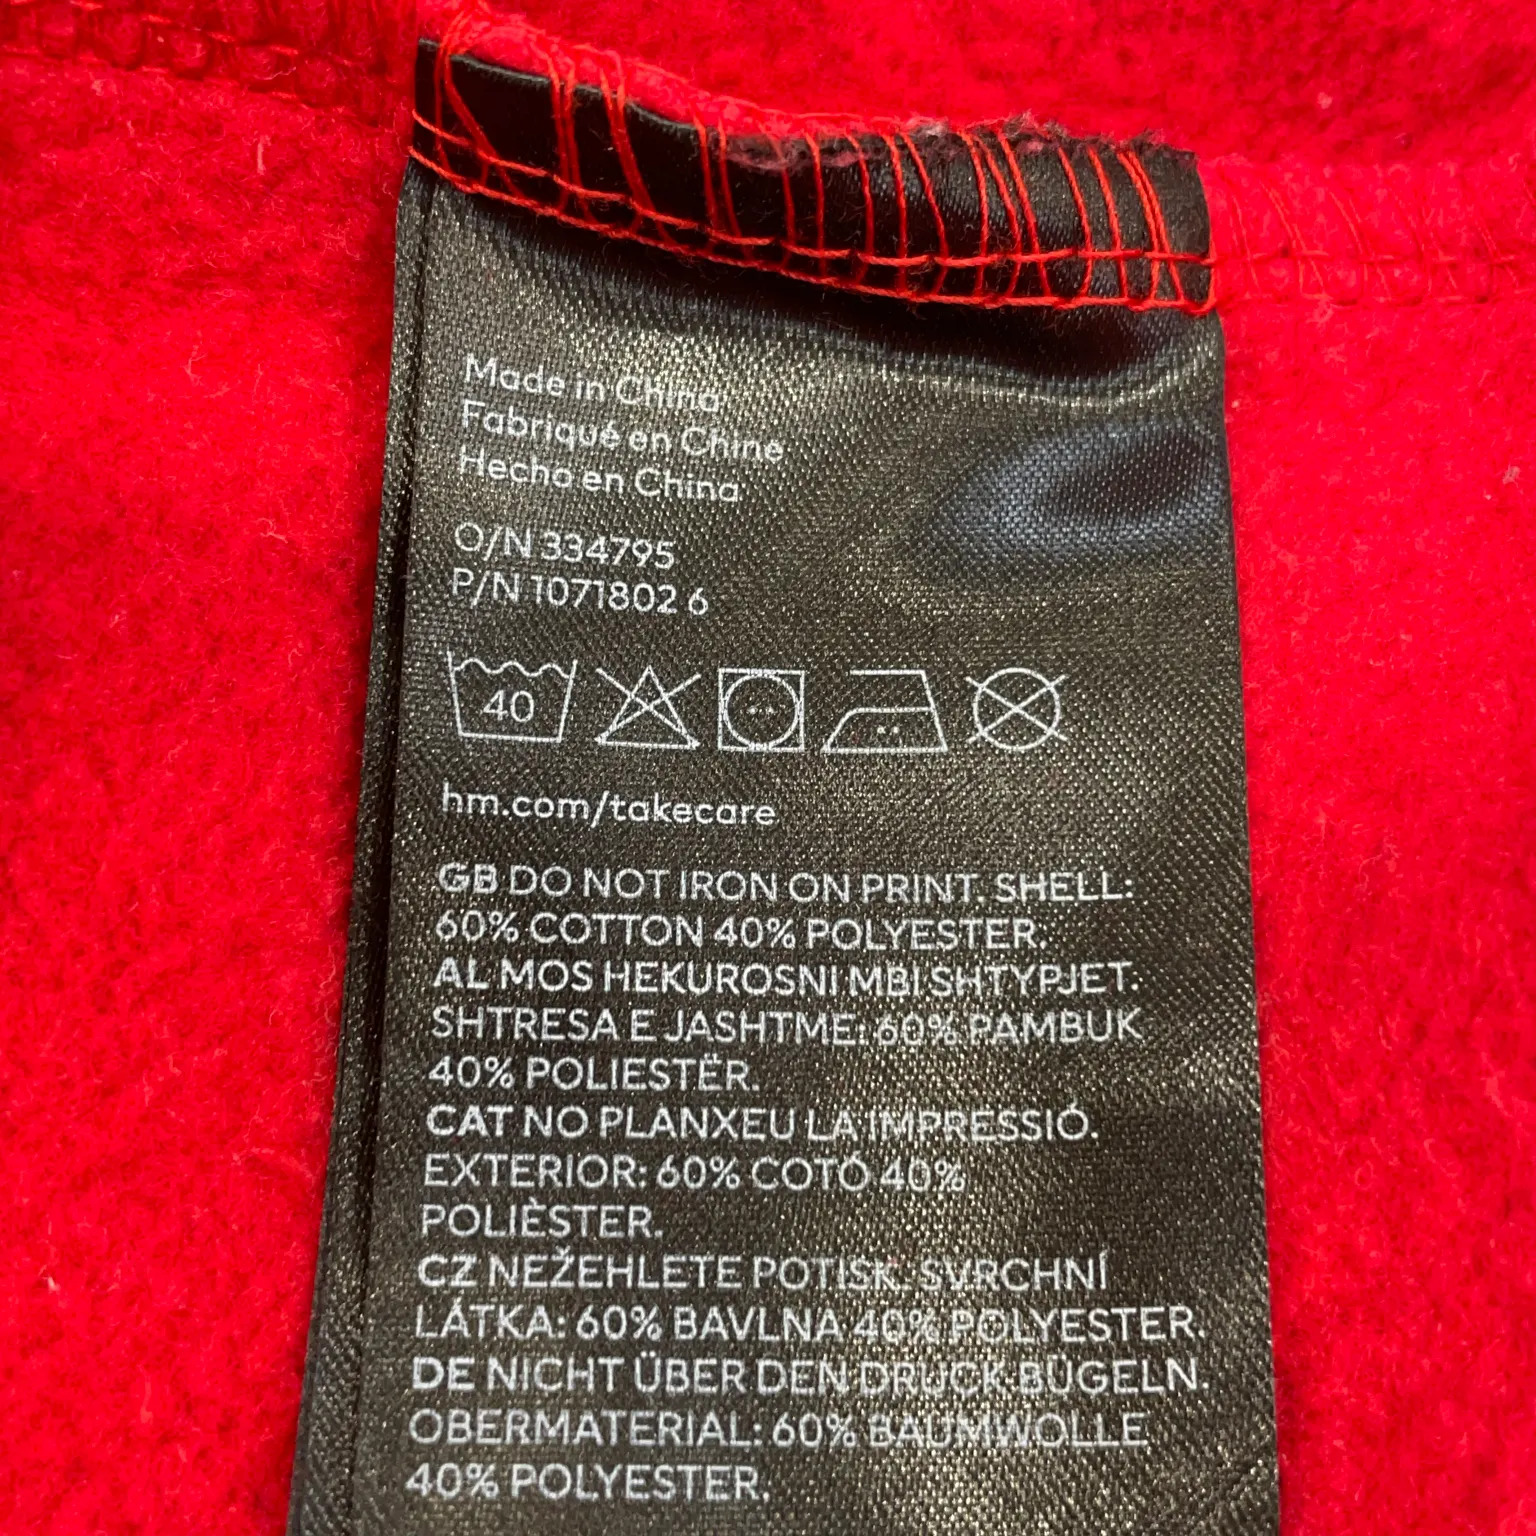 Made in China
Fabriqué en Chine
Hecho en China
O/N 334795
P/N 1071802 6
40
hm.com/takecare
GB DO NOT IRON ON PRINT. SHELL:
60% COTTON 40% POLYESTER.
AL MOS HEKUROSNI MBI SHTYPJET.
SHTRESA E JASHTME: 60% PAMBUK
40% POLIESTËR.
CAT NO PLANXEU LA IMPRESSIÓ.
EXTERIOR: 60% COTÓ 40%
POLIÈSTER.
CZ NEŽEHLETE POTISK. SVRCHNÍ
LÁTKA: 60% BAVLNA 40% POLYESTER.
DE NICHT ÜBER DEN DRUCK BÜGELN.
OBERMATERIAL: 60% BAUMWOLLE
40% POLYESTER.